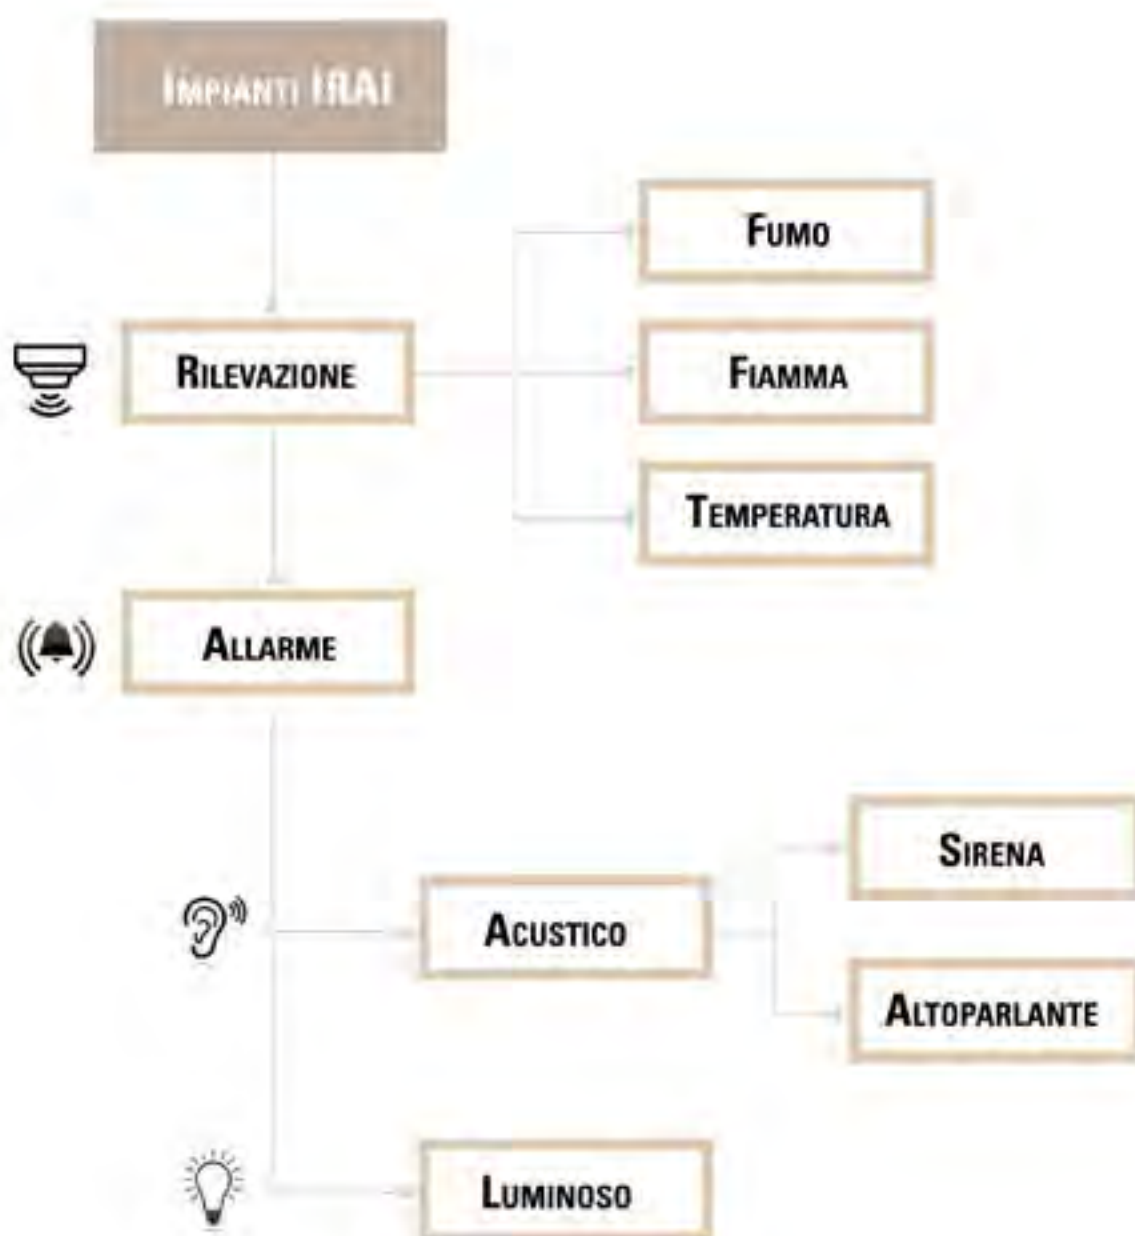 IMPIANTI IRAI
FUMO
RILEVAZIONE
FIAMMA
TEMPERATURA
ALLARME
SIRENA
ACUSTICO
ALTOPARLANTE
LUMINOSO